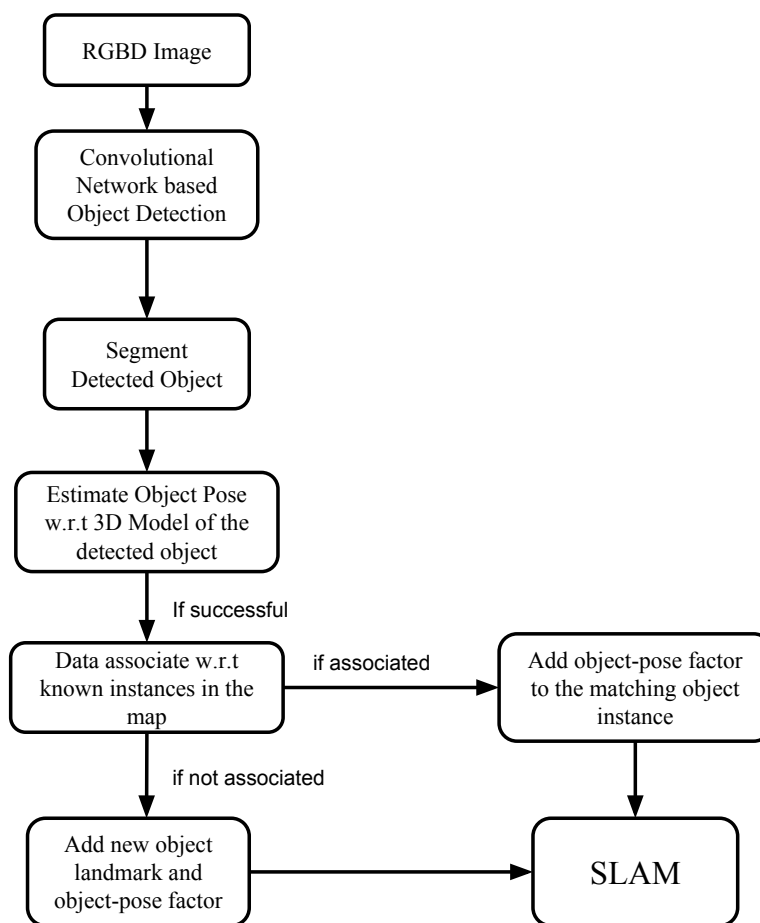 RGBD Image
Convolutional
Network based
Object Detection
Segment
Detected Object
Estimate Object Pose
w.r.t 3D Model of the
detected object
If successful
Data associate w.r.t
known instances in the
map
if associated
Add object-pose factor
to the matching object
instance
if not associated
Add new object
landmark and
object-pose factor
SLAM